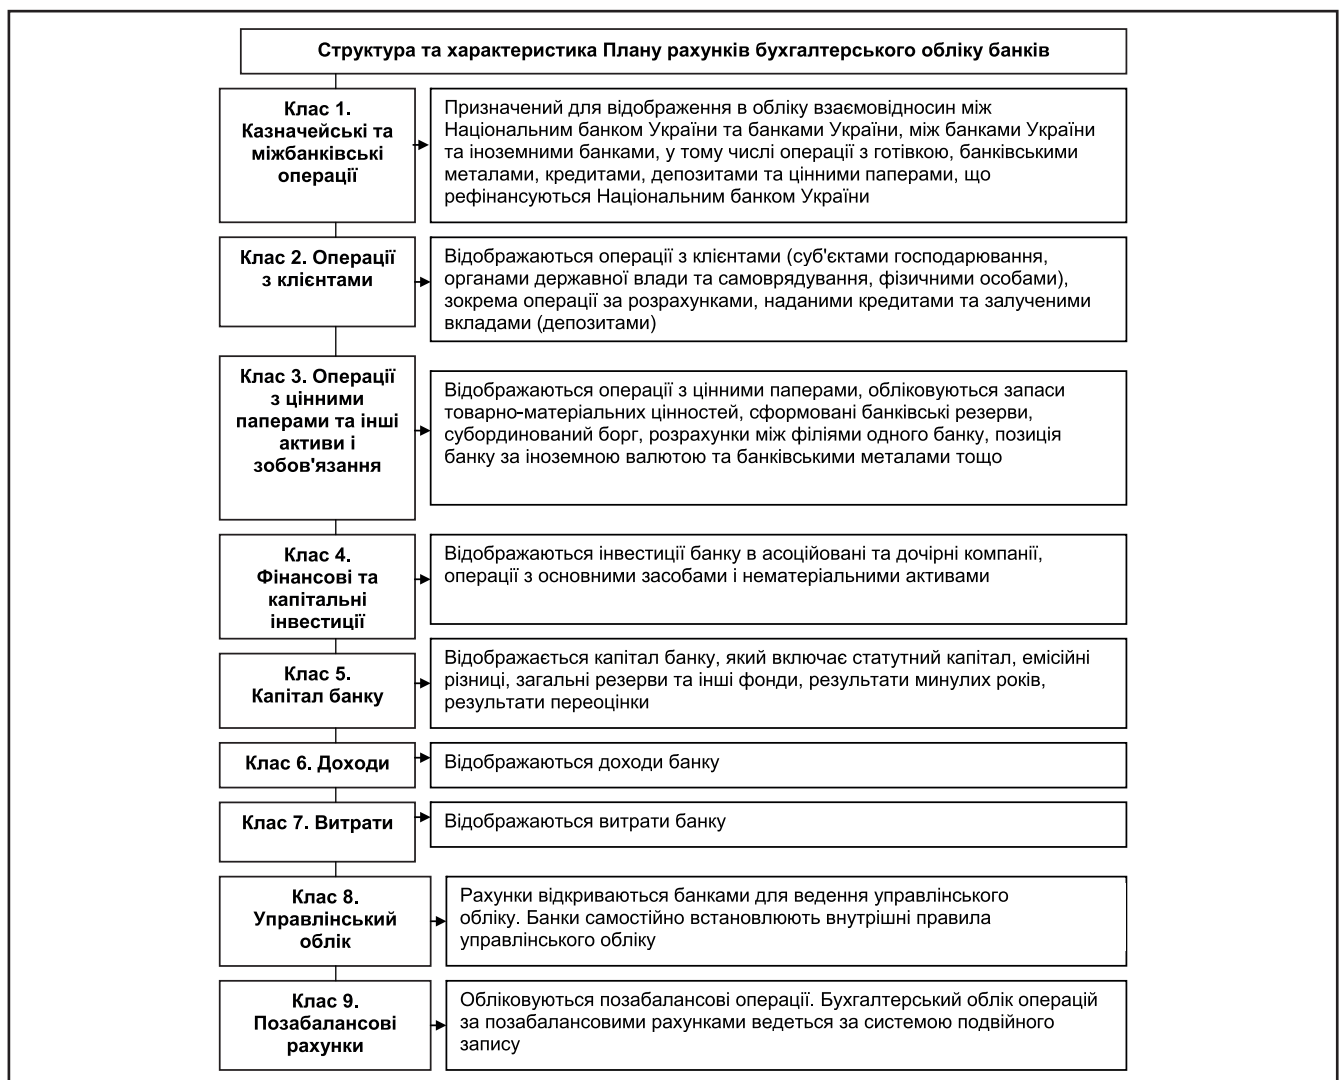 Структура та характеристика Плану рахунків бухгалтерського обліку банків
Клас 1.
Казначейські та
міжбанківські
операції
Призначений для відображення в обліку взаємовідносин між
Національним банком України та банками України, між банками України
та іноземними банками, у тому числі операції з готівкою, банківськими
металами, кредитами, депозитами та цінними паперами, що
рефінансуються Національним банком України
Клас 2. Операції
з клієнтами
Відображаються операції з клієнтами (суб'єктами господарювання,
органами державної влади та самоврядування, фізичними особами),
зокрема операції за розрахунками, наданими кредитами та залученими
вкладами (депозитами)
Клас 3. Операції
з цінними
паперами та інші
активи і
зобов'язання
Відображаються операції з цінними паперами, обліковуються запаси
товарно-матеріальних цінностей, сформовані банківські резерви,
субординований борг, розрахунки між філіями одного банку, позиція
банку за іноземною валютою та банківськими металами тощо
Клас 4.
Фінансові та
капітальні
інвестиції
Відображаються інвестиції банку в асоційовані та дочірні компанії,
операції з основними засобами і нематеріальними активами
Клас 5.
Капітал банку
Відображається капітал банку, який включає статутний капітал, емісійні
різниці, загальні резерви та інші фонди, результати минулих років,
результати переоцінки
Клас 6. Доходи
Відображаються доходи банку
Клас 7. Витрати
Відображаються витрати банку
Клас 8.
Управлінський
облік
Рахунки відкриваються банками для ведення управлінського
обліку. Банки самостійно встановлюють внутрішні правила
управлінського обліку
Клас 9.
Позабалансові
рахунки
Обліковуються позабалансові операції. Бухгалтерський облік операцій
за позабалансовими рахунками ведеться за системою подвійного
запису